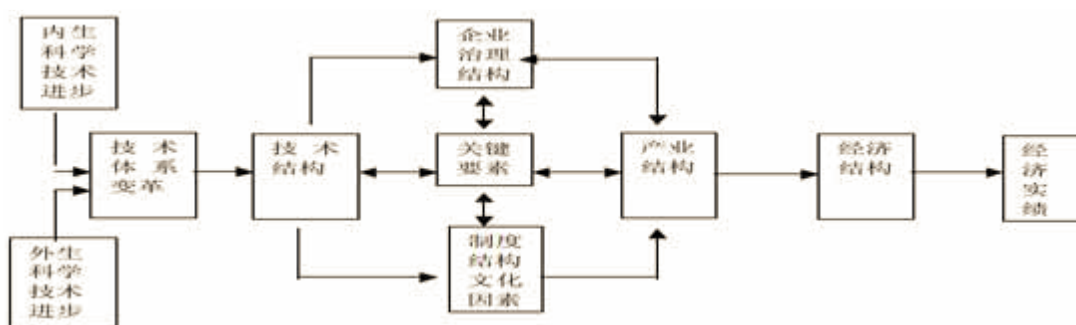 内 生
科 学
技 术
进 步
外 生
科 学
技 术
进 步
技 术
体 系
变 革
技 术
结构
企 业
治 理
结 构
关键
要素
制度
结 构
文 化
因素
产业
结构
经济
结构
经
济
实
绩